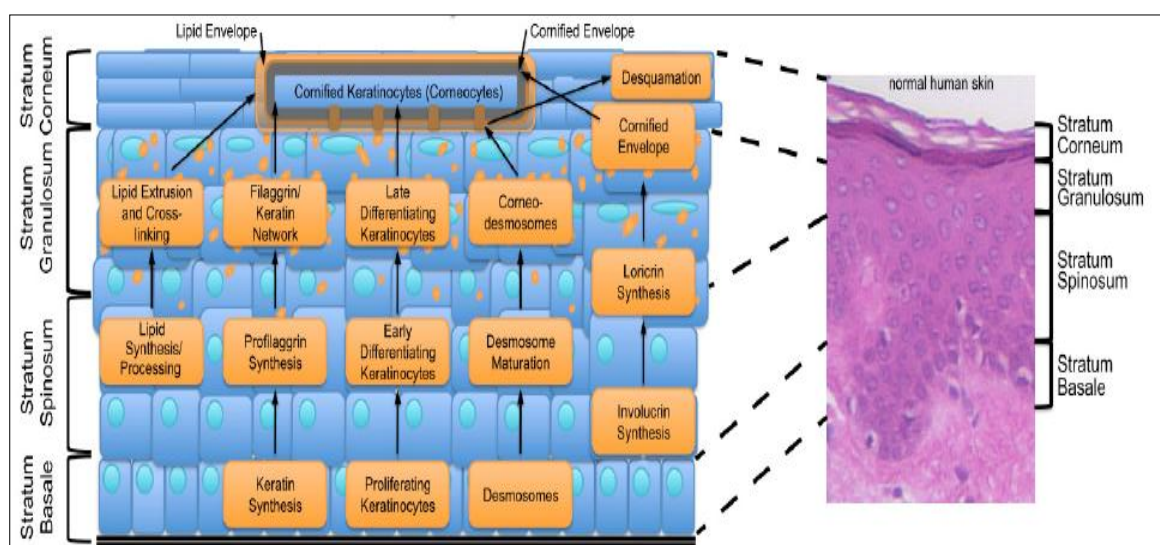 Lipid Envelope
Cornified Envelope
Stratum
Corneum
Cornified Keratinocytes (Corneocytes)
Desquamation
Cornified
Envelope
Stratum
Granulosum
Lipid Extrusion
and Cross-
linking
Filaggrin/
Keratin
Network
Late
Differentiating
Keratinocytes
Corneo-
desmosomes
Loricrin
Synthesis
Stratum
Spinosum
Lipid
Synthesis/
Processing
Profilaggrin
Synthesis
Early
Differentiating
Keratinocytes
Desmosome
Maturation
Involucrin
Synthesis
Stratum
Basale
Keratin
Synthesis
Proliferating
Keratinocytes
Desmosomes
normal human skin
Stratum
Corneum
Stratum
Granulosum
Stratum
Spinosum
Stratum
Basale